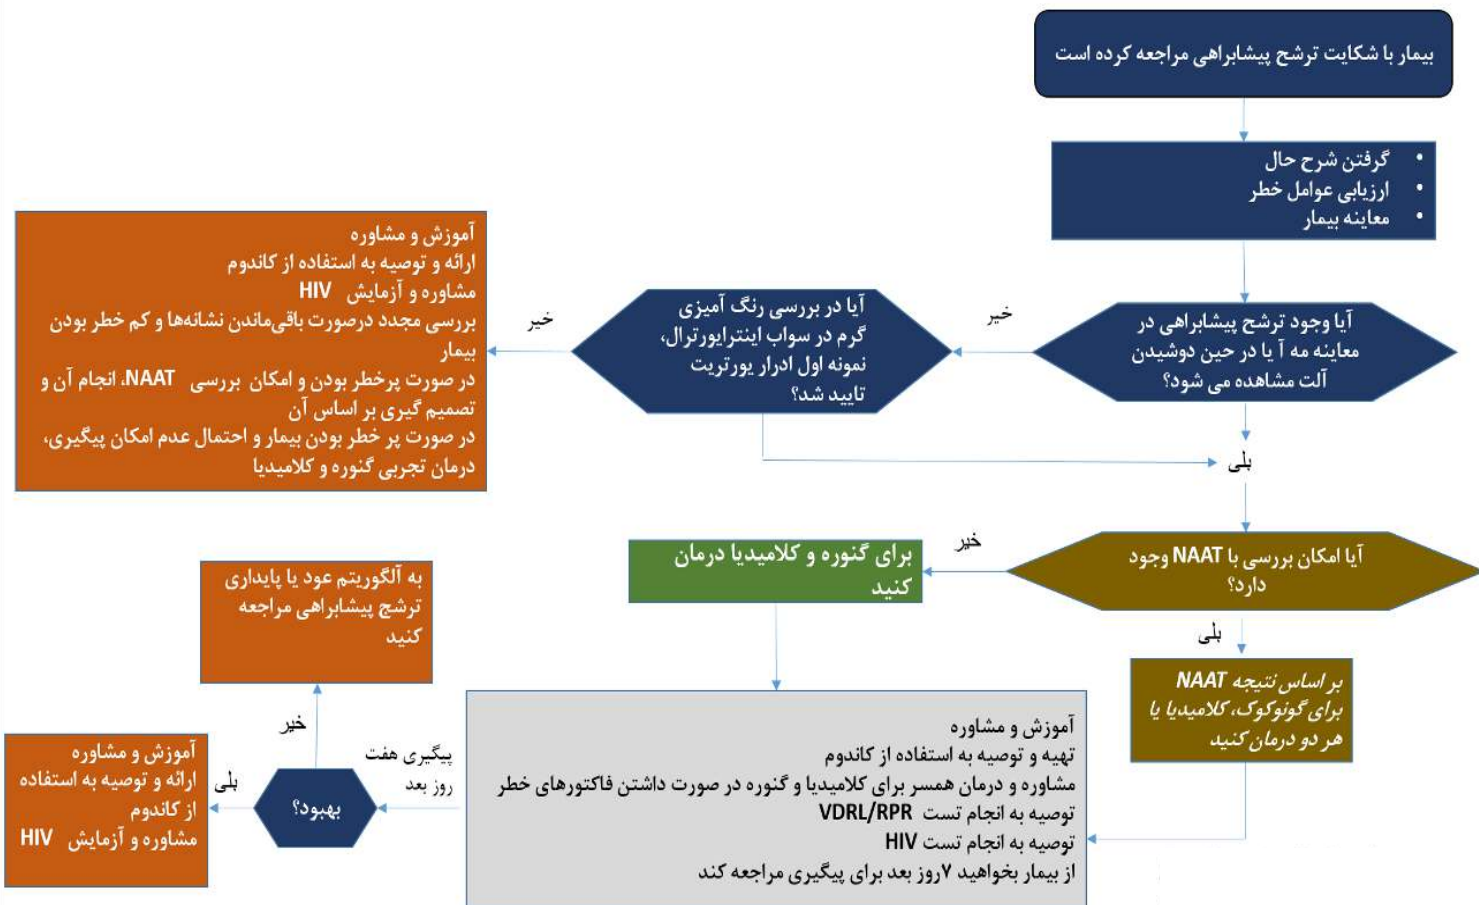 بیمار با شکایت ترشح پیشابراهی مراجعه کرده است
• گرفتن شرح حال
• ارزیابی عوامل خطر
• معاینه بیمار
آیا وجود ترشح پیشابراهی در
معاینه مه آ یا در حین دوشیدن
آلت مشاهده می شود؟
خیر
بلی
آیا در بررسی رنگ آمیزی
گرم در سواب اینترایورترال،
نمونه اول ادرار یورتریت
تایید شد؟
خیر
آموزش و مشاوره
ارائه و توصیه به استفاده از کاندوم
مشاوره و آزمایش HIV
بررسی مجدد درصورت باقی‌ماندن نشانه‌ها و کم خطر بودن
بیمار
در صورت پرخطر بودن و امکان بررسی NAAT، انجام آن و
تصمیم گیری بر اساس آن
در صورت پر خطر بودن بیمار و احتمال عدم امکان پیگیری،
درمان تجربی گنوره و کلامیدیا
آیا امکان بررسی با NAAT وجود
دارد؟
خیر
برای گنوره و کلامیدیا درمان
کنید
بلی
بر اساس نتیجه NAAT
برای گونوکوک، کلامیدیا یا
هر دو درمان کنید
آموزش و مشاوره
تهیه و توصیه به استفاده از کاندوم
مشاوره و درمان همسر برای کلامیدیا و گنوره در صورت داشتن فاکتورهای خطر
توصیه به انجام تست VDRL/RPR
توصیه به انجام تست HIV
از بیمار بخواهید ۷روز بعد برای پیگیری مراجعه کند
پیگیری هفت
روز بعد
بهبود؟
خیر
به آلگوریتم عود یا پایداری
ترشح پیشابراهی مراجعه
کنید
بلی
آموزش و مشاوره
ارائه و توصیه به استفاده
از کاندوم
مشاوره و آزمایش HIV